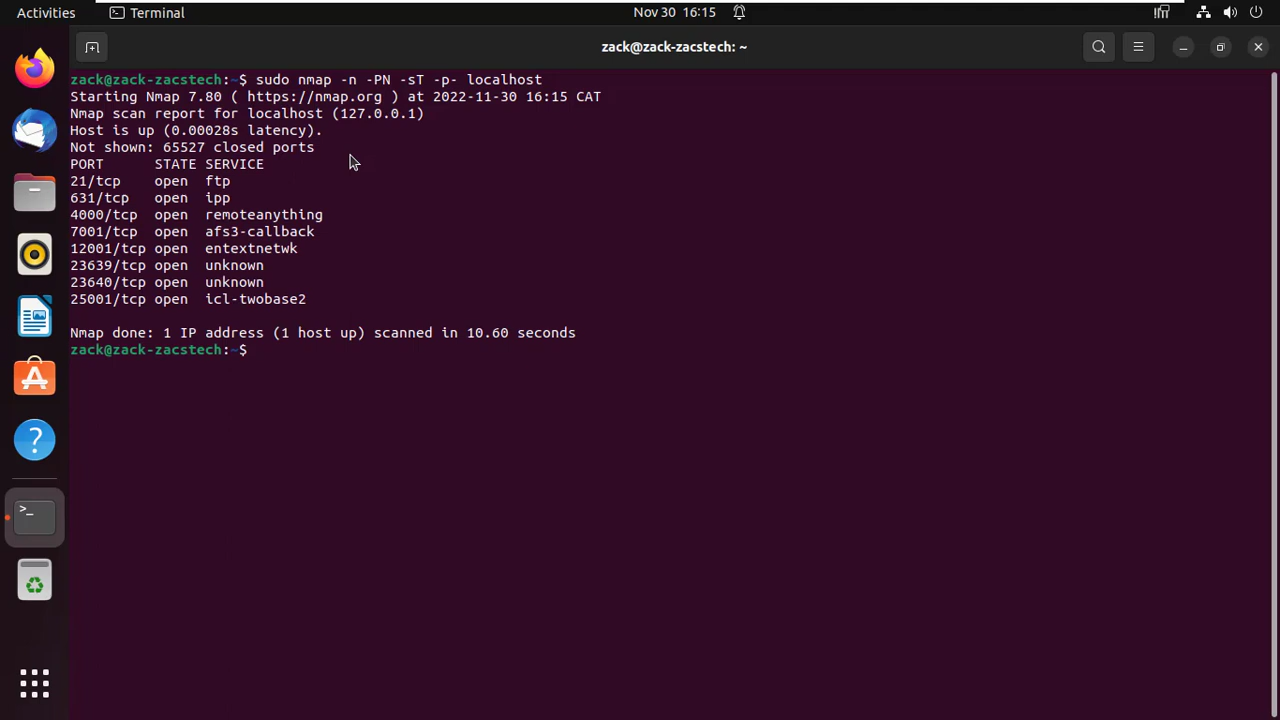 Activities
Terminal
Nov 30 16:15
zack@zack-zacstech: ~
zack@zack-zacstech:~$ sudo nmap -n -PN -sT -p- localhost
Starting Nmap 7.80 ( https://nmap.org ) at 2022-11-30 16:15 CAT
Nmap scan report for localhost (127.0.0.1)
Host is up (0.00028s latency).
Not shown: 65527 closed ports
PORT      STATE SERVICE
21/tcp    open  ftp
631/tcp   open  ipp
4000/tcp  open  remoteanything
7001/tcp  open  afs3-callback
12001/tcp open  entextnetwk
23639/tcp open  unknown
23640/tcp open  unknown
25001/tcp open  icl-twobase2
Nmap done: 1 IP address (1 host up) scanned in 10.60 seconds
zack@zack-zacstech:~$